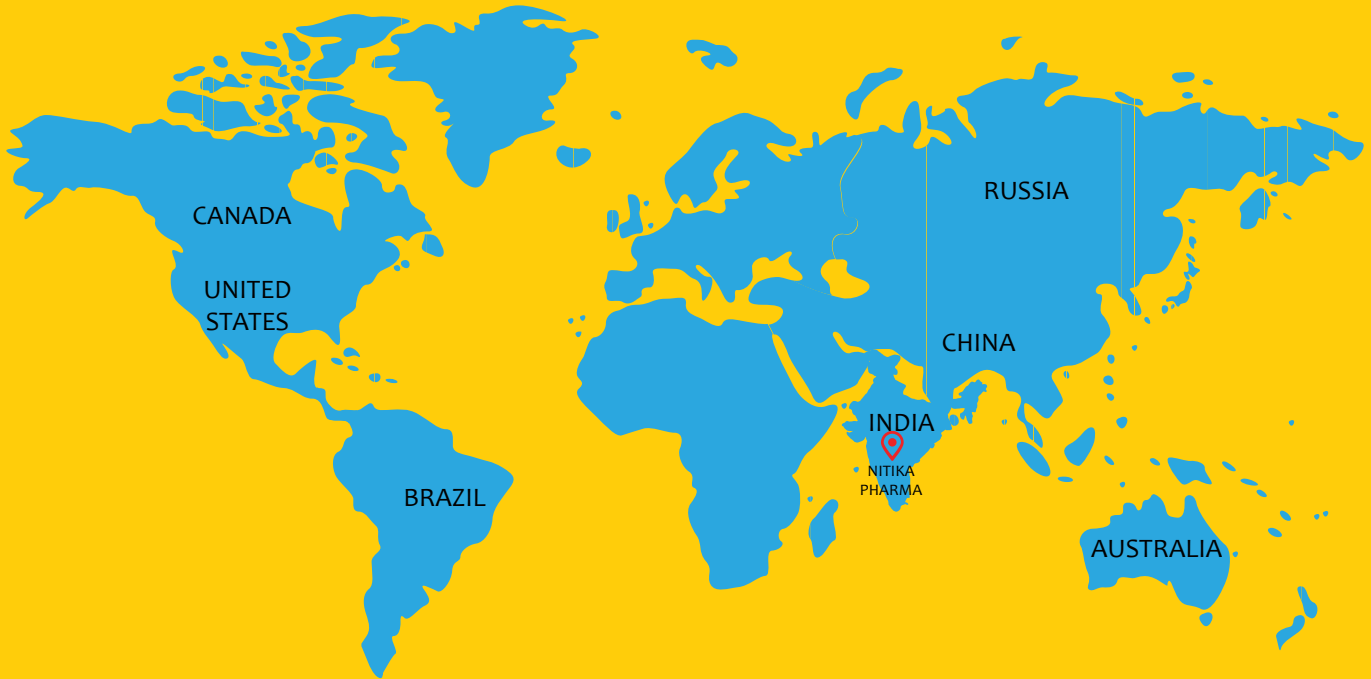 RUSSIA
CANADA
UNITED
STATES
CHINA
INDIA
NITIKA
PHARMA
BRAZIL
AUSTRALIA